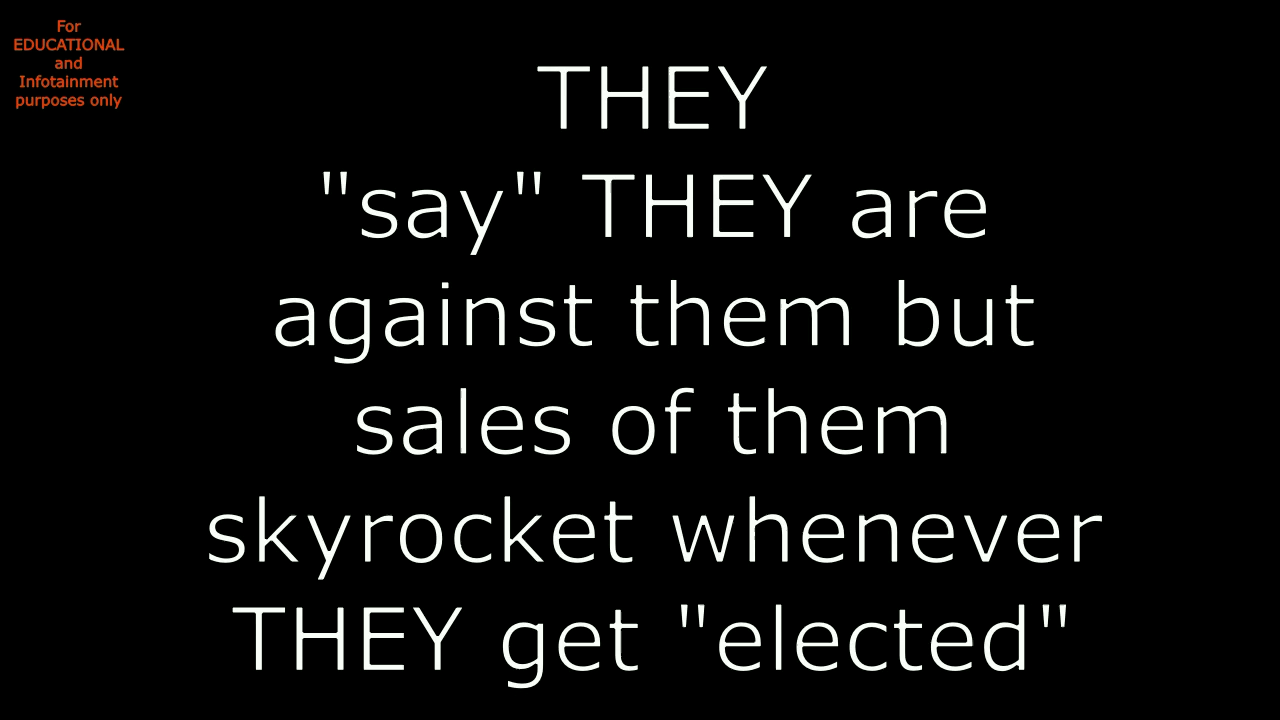 For
EDUCATIONAL
and
Infotainment
purposes only
THEY
"say" THEY are
against them but
sales of them
skyrocket whenever
THEY get "elected"